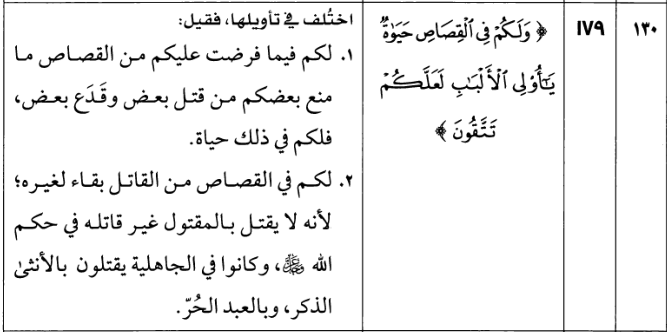 ١٣٠
١٧٩
﴿ وَلَكُمْ فِي الْقِصَاصِ حَيَوٰةٌ
يَٰٓأُولِي الْأَلْبَٰبِ لَعَلَّكُمْ
تَتَّقُونَ ﴾
اختُلف في تأويلها، فقيل:
١. لكم فيما فرضت عليكم من القصاص ما
منع بعضكم من قتل بعض وقَدَع بعض،
فلكم في ذلك حياة.
٢. لكم في القصاص من القاتل بقاء لغيره؛
لأنه لا يقتل بالمقتول غير قاتله في حكم
الله ﷻ، وكانوا في الجاهلية يقتلون بالأنثى
الذكر، وبالعبد الحُرّ.